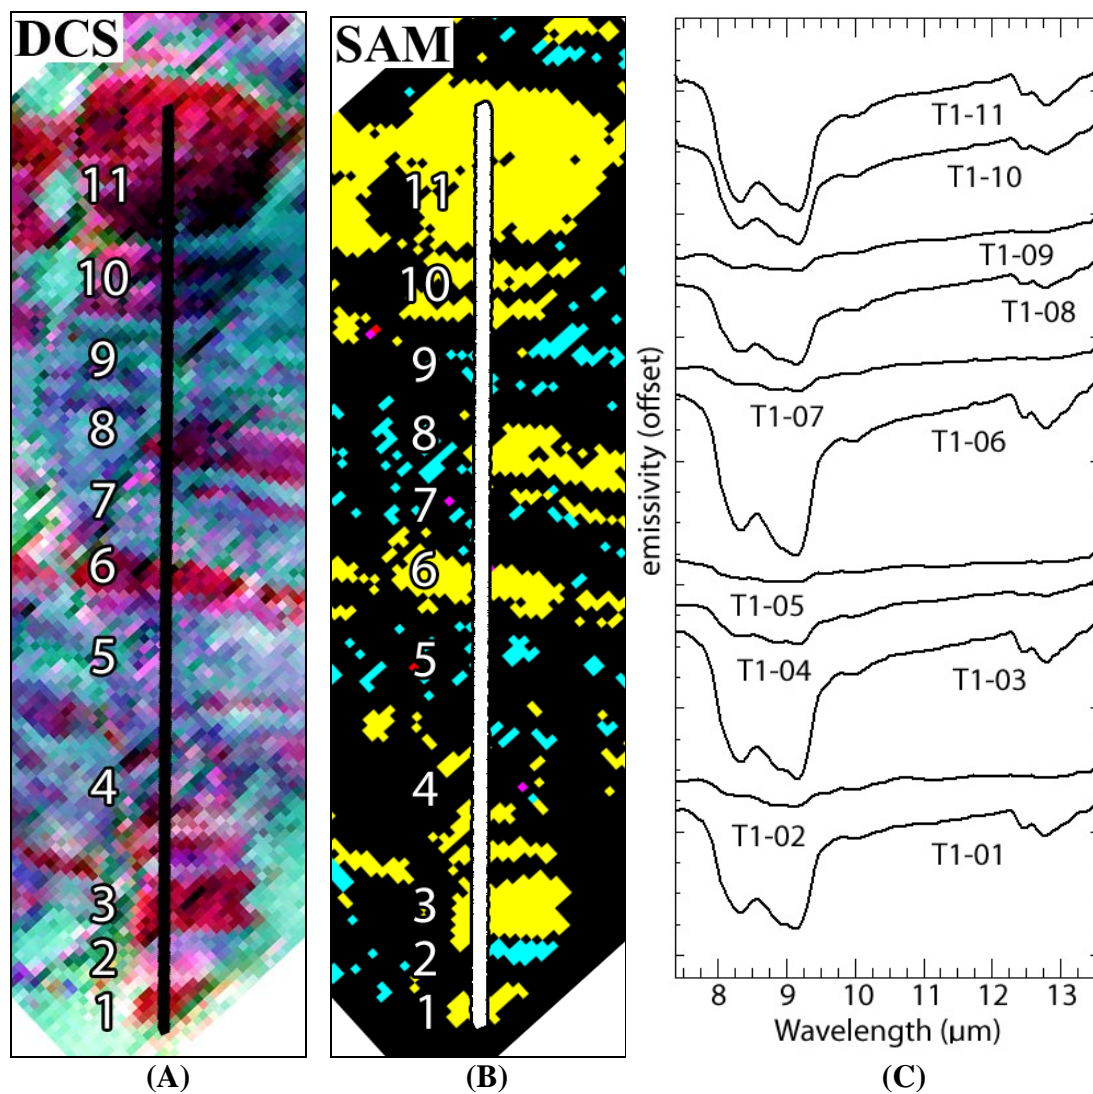 DCS
11
10
9
8
7
6
5
4
3
2
1
(A)
SAM
11
10
9
8
7
6
5
4
3
2
1
(B)
emissivity (offset)
T1-11
T1-10
T1-09
T1-08
T1-07
T1-06
T1-05
T1-04
T1-03
T1-02
T1-01
8 9 10 11 12 13
Wavelength (µm)
(C)